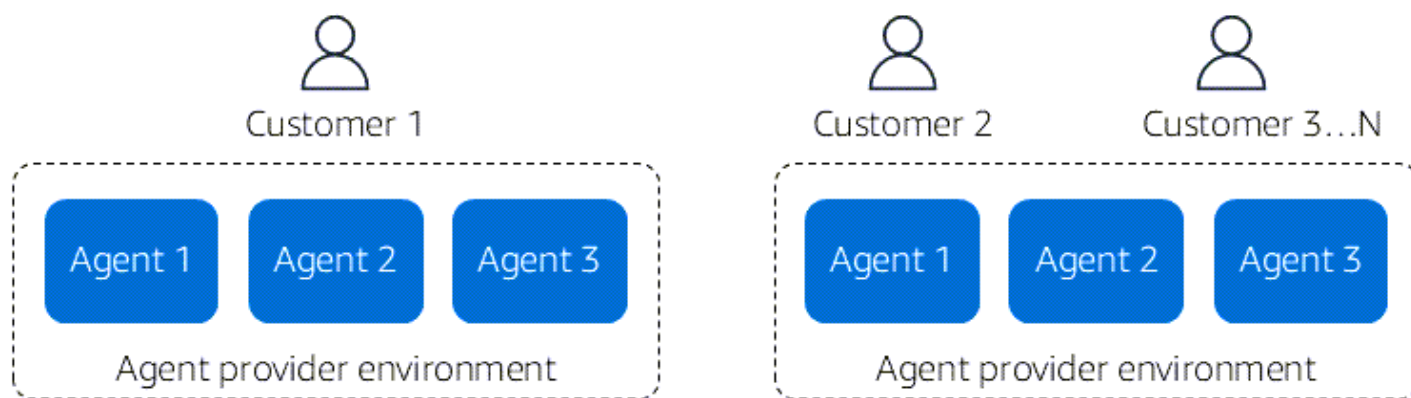 Customer 1
Customer 2
Customer 3...N
Agent 1
Agent 2
Agent 3
Agent provider environment
Agent 1
Agent 2
Agent 3
Agent provider environment